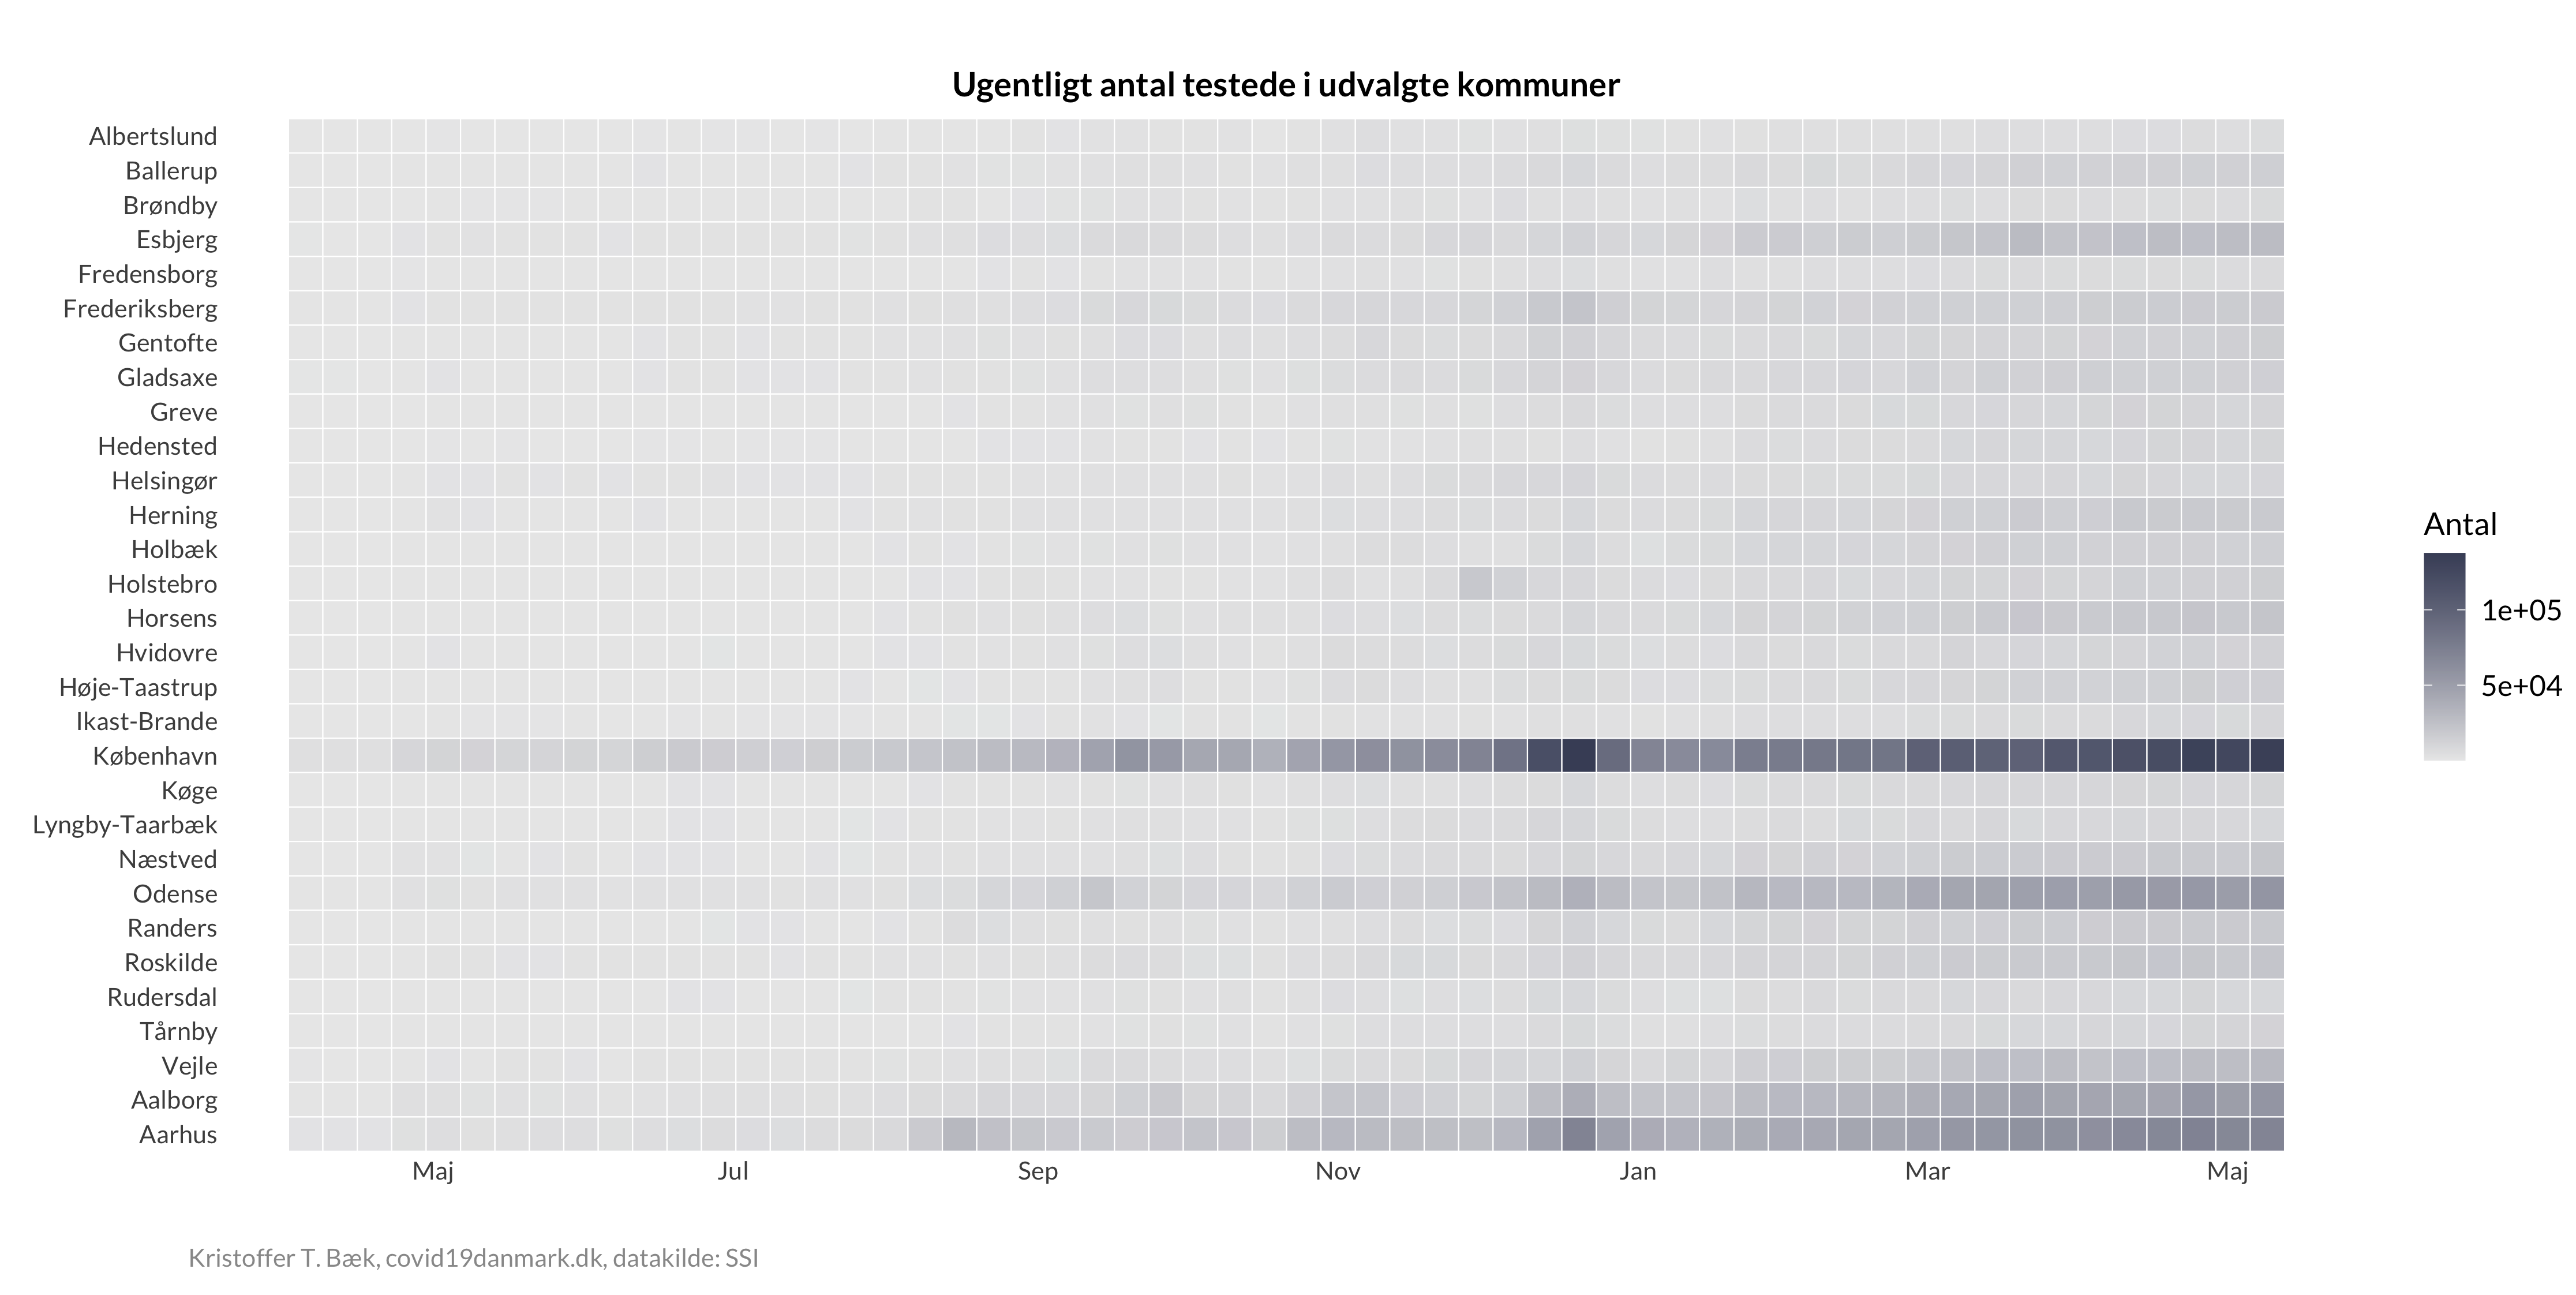 Ugentligt antal testede i udvalgte kommuner
Albertslund
Ballerup
Brøndby
Esbjerg
Fredensborg
Frederiksberg
Gentofte
Gladsaxe
Greve
Hedensted
Helsingør
Herning
Holbæk
Holstebro
Horsens
Hvidovre
Høje-Taastrup
Ikast-Brande
København
Køge
Lyngby-Taarbæk
Næstved
Odense
Randers
Roskilde
Rudersdal
Tårnby
Vejle
Aalborg
Aarhus
Maj Jul Sep Nov Jan Mar Maj
Antal
1e+05
5e+04
Kristoffer T. Bæk, covid19danmark.dk, datakilde: SSI